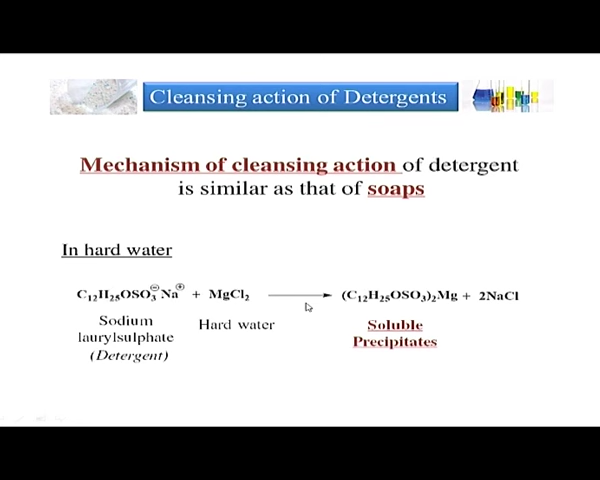 Cleansing action of Detergents
Mechanism of cleansing action of detergent
is similar as that of soaps
In hard water
C₁₂H₂₅OSO₃⊖Na⊕ + MgCl₂ ⟶ (C₁₂H₂₅OSO₃)₂Mg + 2NaCl
Sodium
laurylsulphate
(Detergent)
Hard water
Soluble
Precipitates